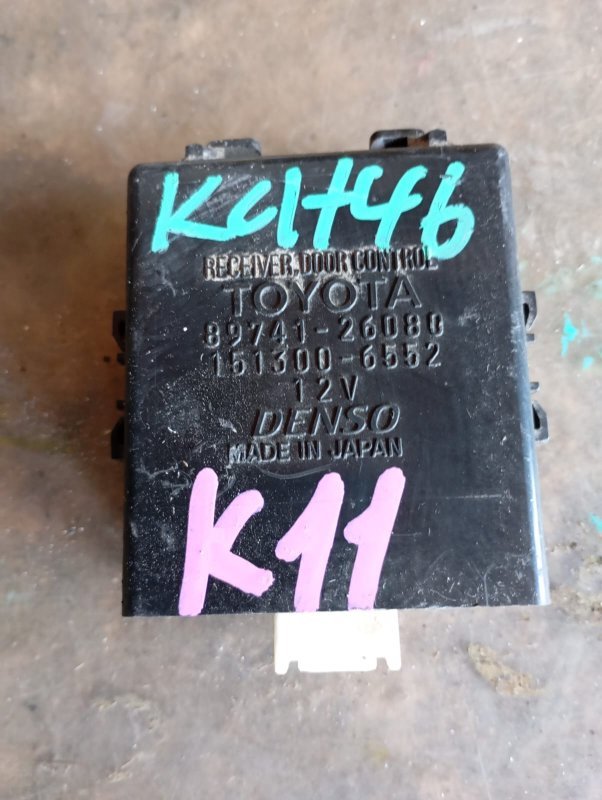 KCH46
RECEIVER, DOOR CONTROL
TOYOTA
89741-26080
151300-6552
12V
DENSO
MADE IN JAPAN
K11